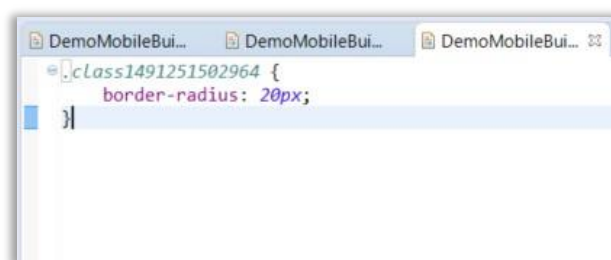 DemoMobileBui... DemoMobileBui... DemoMobileBui...
.class1491251502964 {
border-radius: 20px;
}